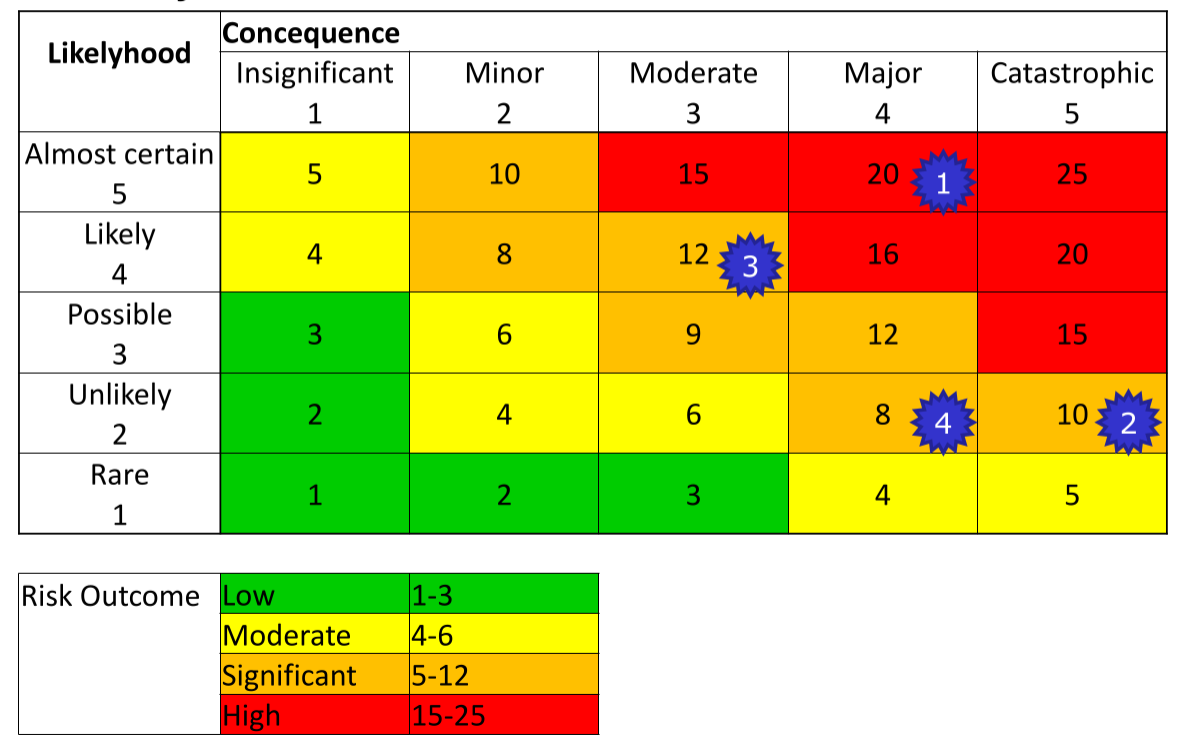 Likelyhood
Concequence
Insignificant Minor Moderate Major Catastrophic
1 2 3 4 5
Almost certain
5
5 10 15 20 1 25
Likely
4
4 8 12 3 16 20
Possible
3
3 6 9 12 15
Unlikely
2
2 4 6 8 4 10 2
Rare
1
1 2 3 4 5
Risk Outcome Low 1-3
Moderate 4-6
Significant 5-12
High 15-25